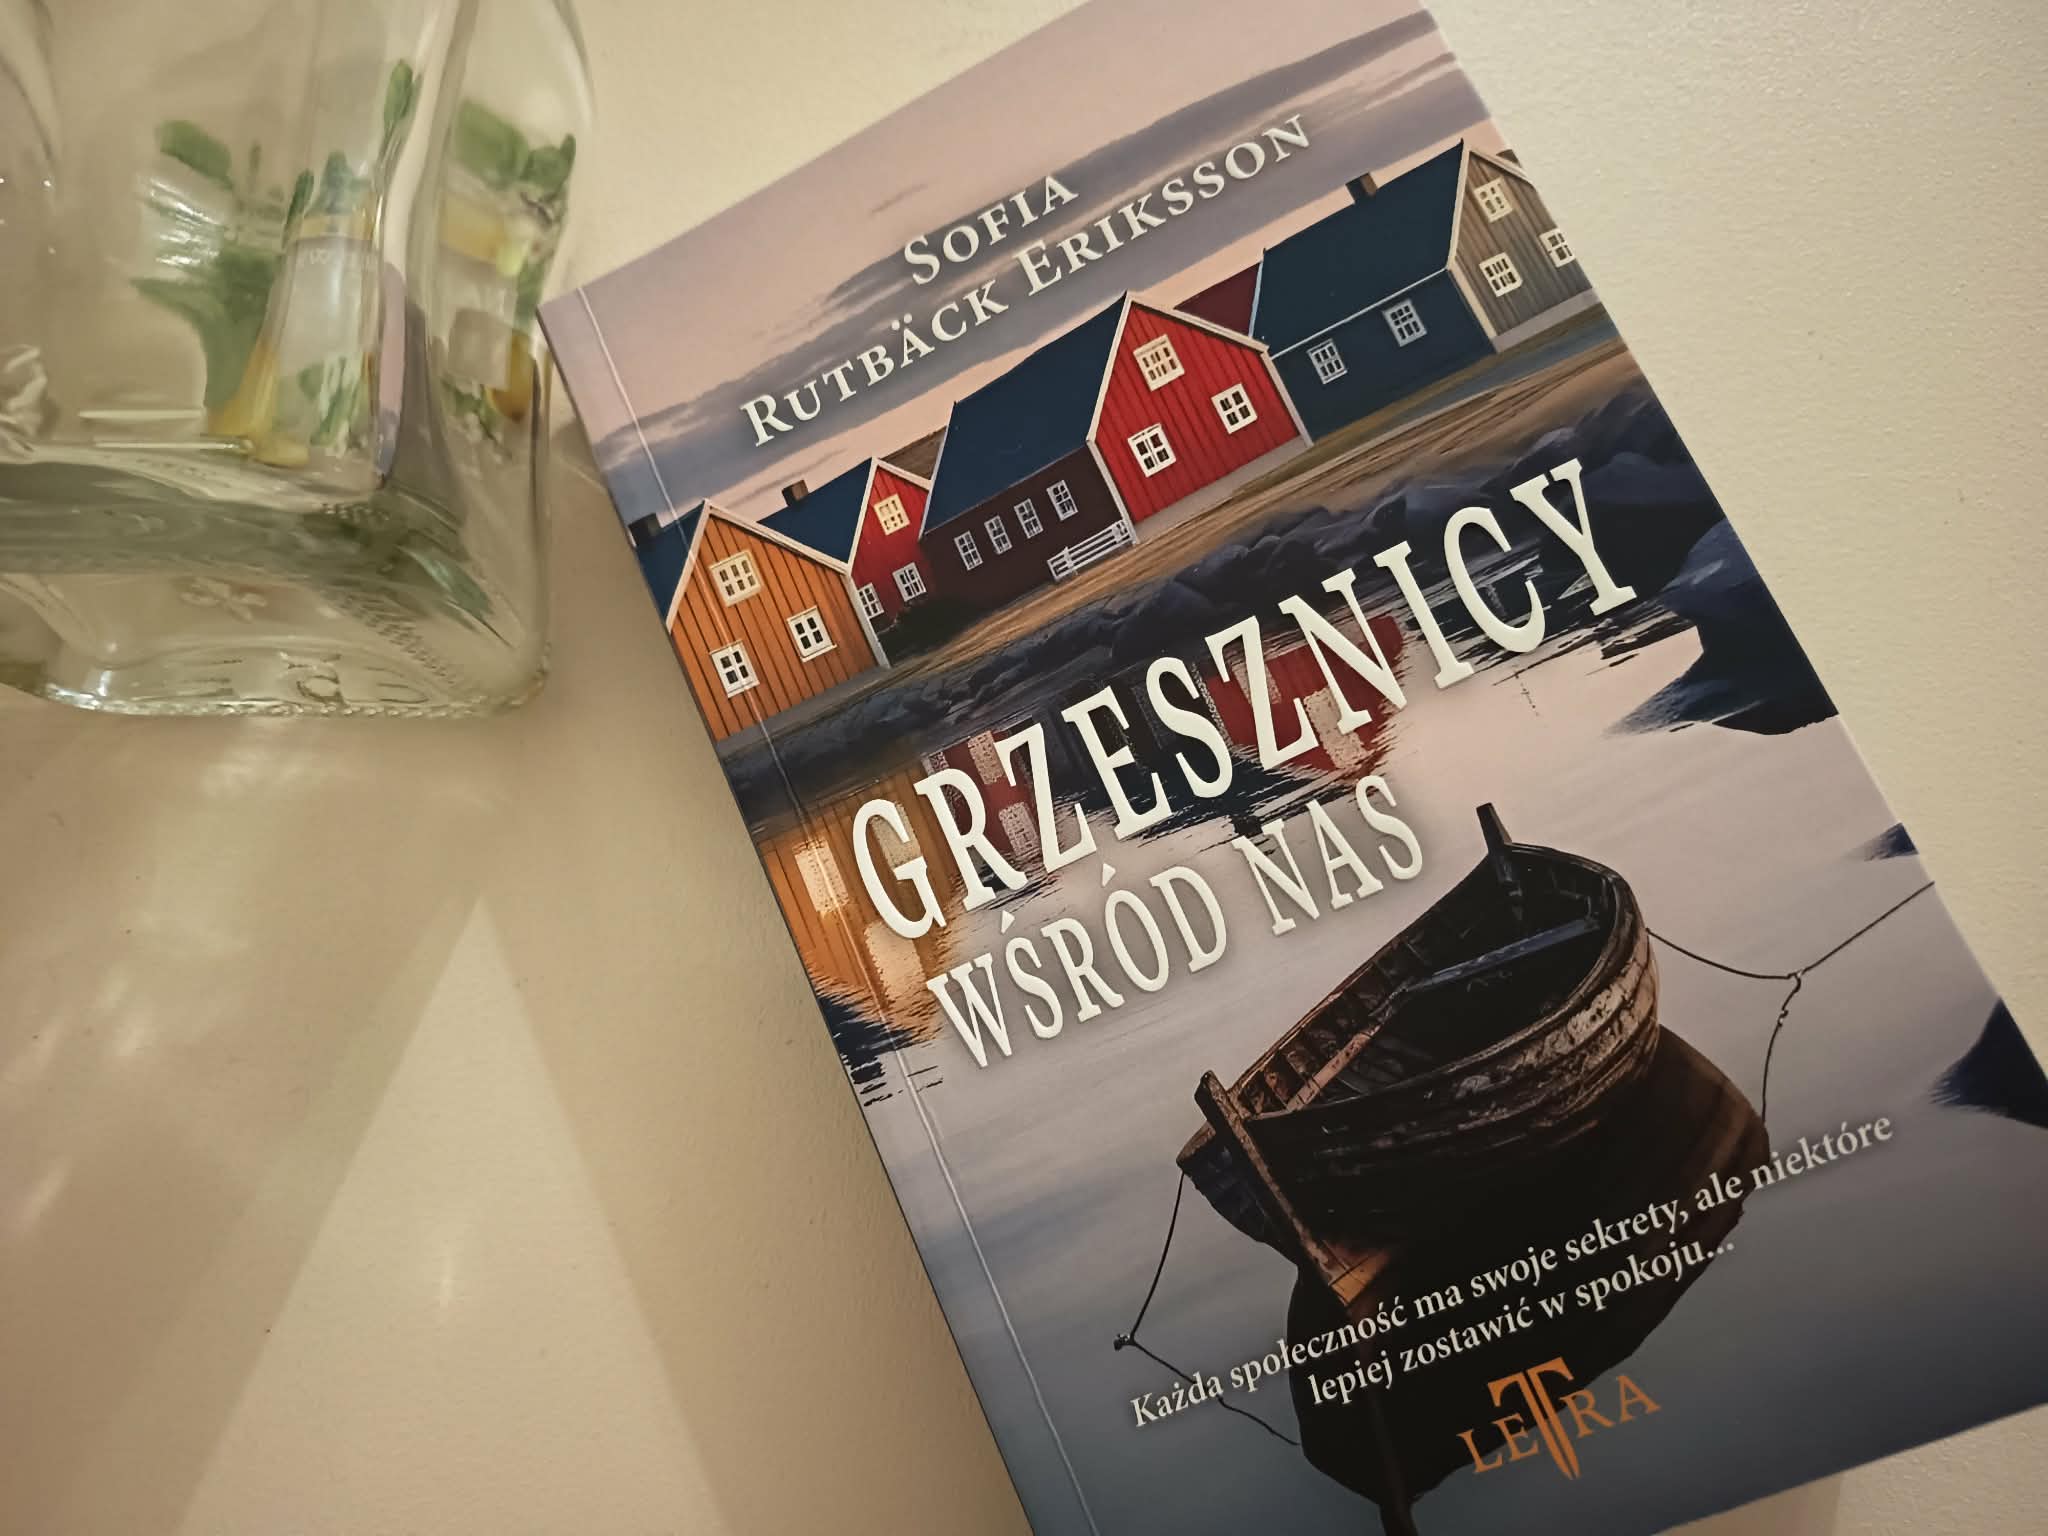 SOFIA
RUTBÄCK ERIKSSON
GRZESZNICY
WŚRÓD NAS
Każda społeczność ma swoje sekrety, ale niektóre
lepiej zostawić w spokoju...
LETRA